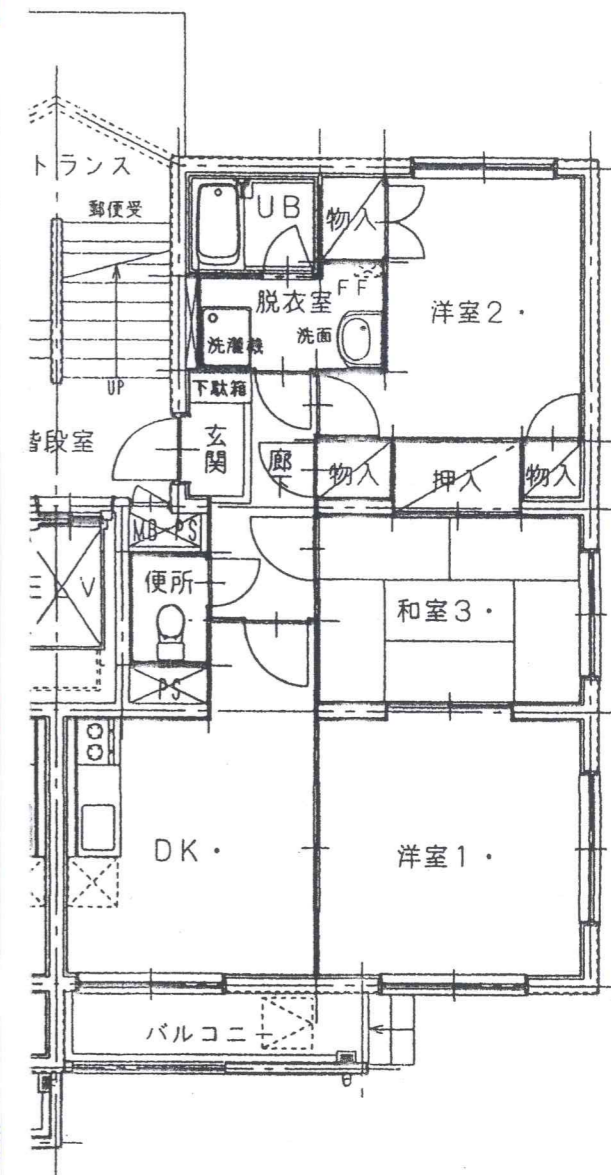 トランス
郵便受
UP
階段室
UB
物入
FF
脱衣室
洗面
洗濯機
洋室2・
下駄箱
玄関
廊下
物入
押入
物入
MB
PS
EV
便所
和室3・
PS
DK・
洋室1・
バルコニー